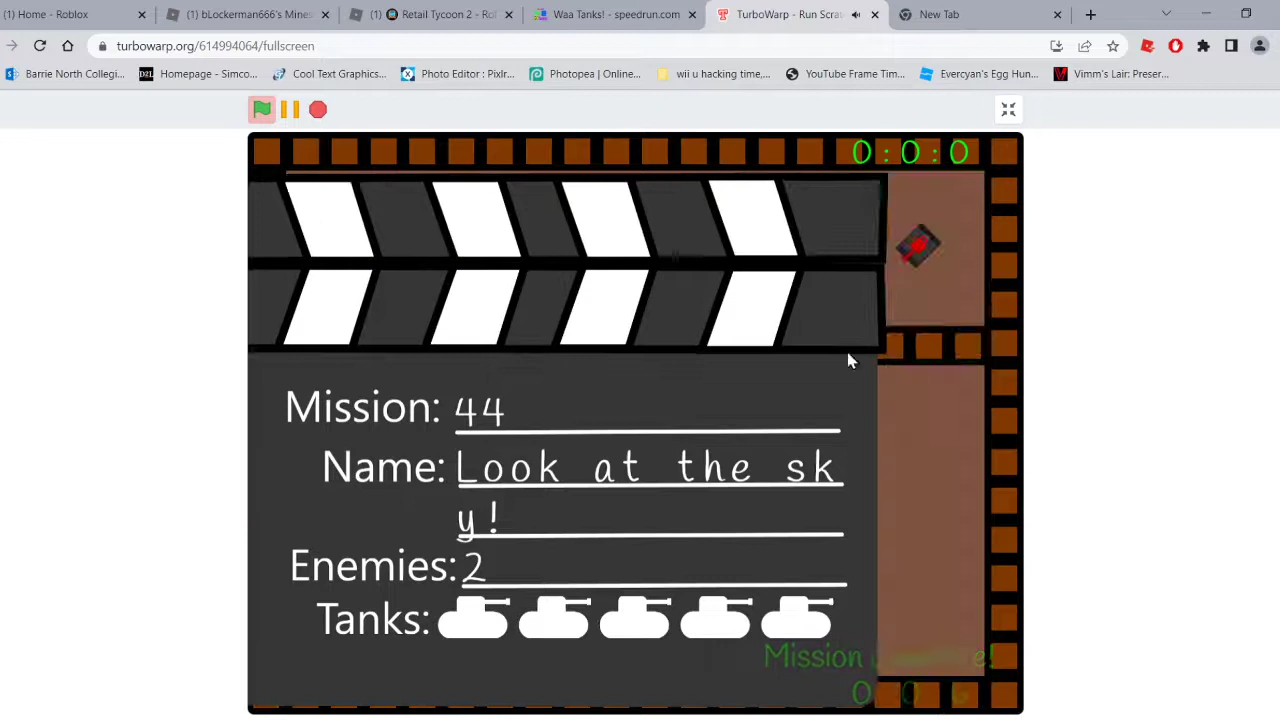 (1) Home - Roblox
(1) bLockerman666's Mines
(1) Retail Tycoon 2 - Rol
Waa Tanks! - speedrun.com
TurboWarp - Run Scrat
New Tab
turbowarp.org/614994064/fullscreen
Barrie North Collegi...
Homepage - Simco...
Cool Text Graphics...
Photo Editor : Pixlr...
Photopea | Online...
wii u hacking time,...
YouTube Frame Tim...
Evercyan's Egg Hun...
Vimm's Lair: Preser...
0:0:0
Mission: 44
Name: Look at the sk
y!
Enemies: 2
Tanks:
Mission